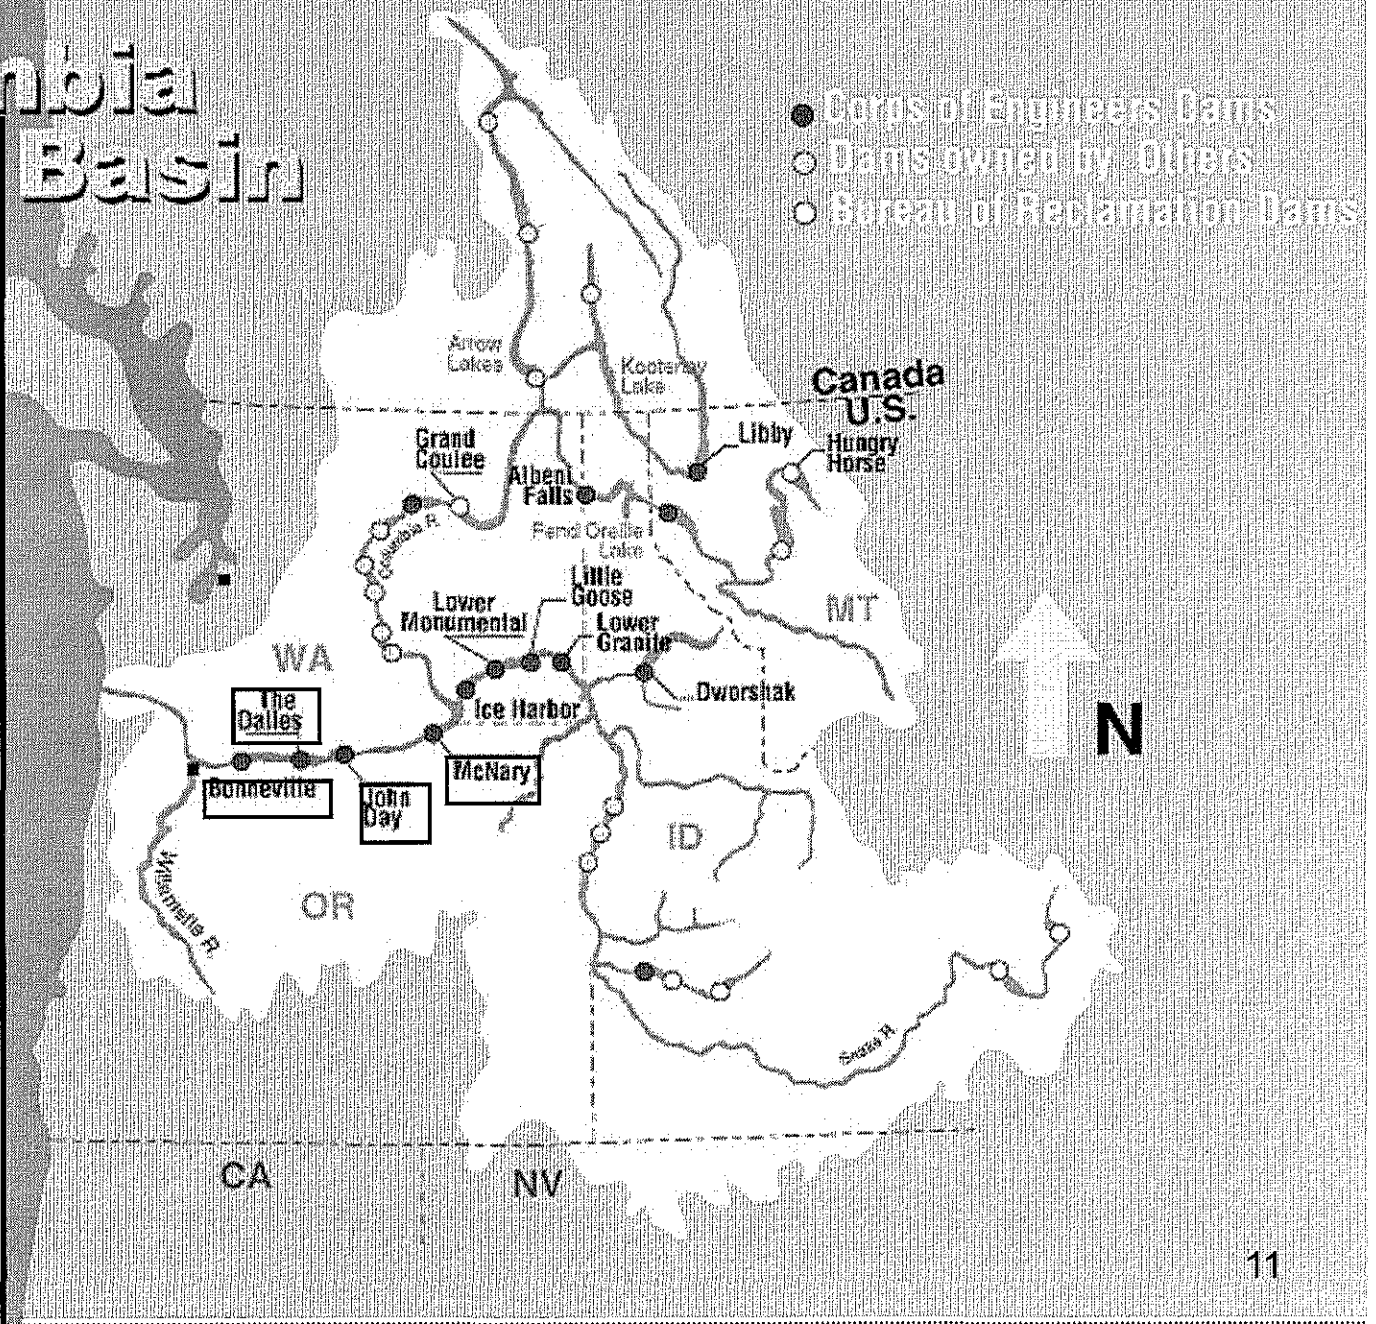 nbia
Basin
Corps of Engineers Dams
Dams owned by Others
Bureau of Reclamation Dams
Arrow
Lakes
Kootenay
Lake
Canada
U.S.
Grand
Coulee
Libby
Hungry
Horse
Albeni
Falls
Columbia R.
Pend Oreille
Lake
Little
Goose
Lower
Monumental
Lower
Granite
MT
WA
The
Dalles
Ice Harbor
Dworshak
N
Bonneville
John
Day
McNary
ID
Willamette R.
OR
Snake R.
CA
NV
11